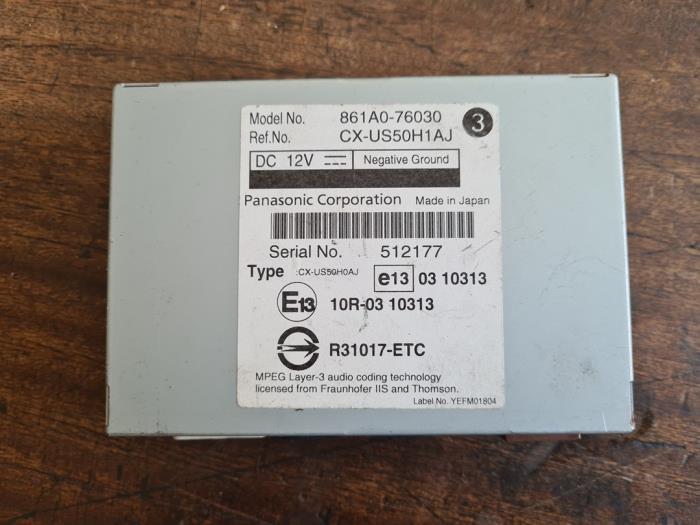 Model No. 861A0-76030 3
Ref.No. CX-US50H1AJ
DC 12V Negative Ground
Panasonic Corporation Made in Japan
Serial No. 512177
Type :CX-US50H0AJ e13 03 10313
E13 10R-03 10313
R31017-ETC
MPEG Layer-3 audio coding technology
licensed from Fraunhofer IIS and Thomson.
Label No. YEFM01804